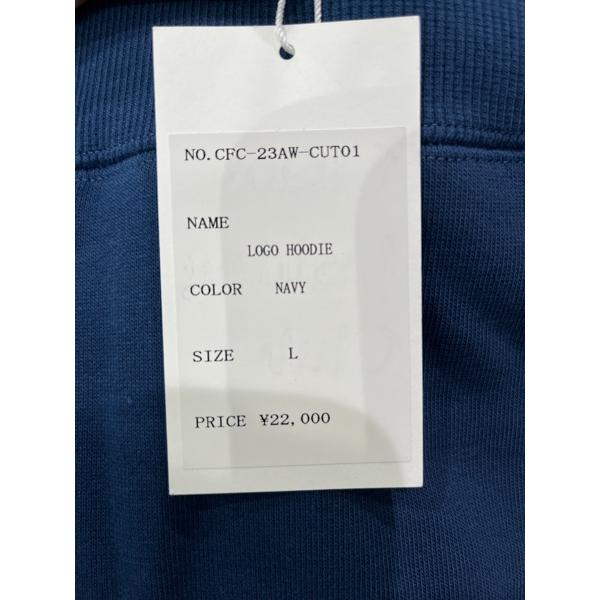 NO.CFC-23AW-CUT01
NAME
LOGO HOODIE
COLOR NAVY
SIZE L
PRICE ¥22,000